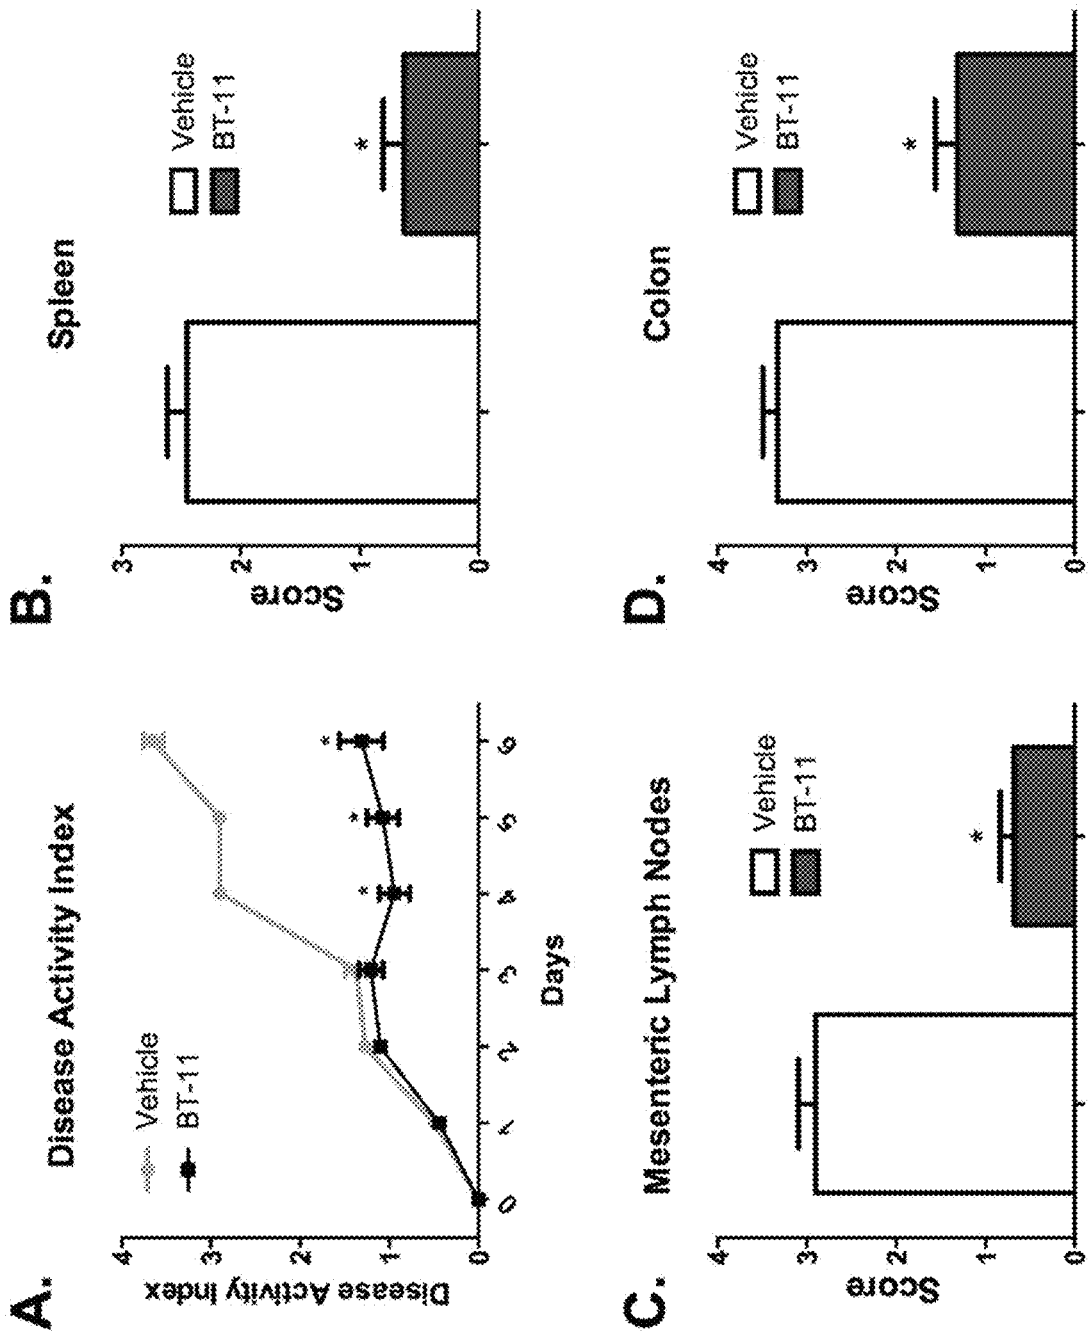 A.
Disease Activity Index
Vehicle
BT-11
Disease Activity Index
4
3
2
1
0
0 1 2 3 4 5 6
*
*
*
Days
B.
Spleen
Vehicle
BT-11
Score
3
2
1
0
*
C.
Mesenteric Lymph Nodes
Vehicle
BT-11
Score
4
3
2
1
0
*
D.
Colon
Vehicle
BT-11
Score
4
3
2
1
0
*